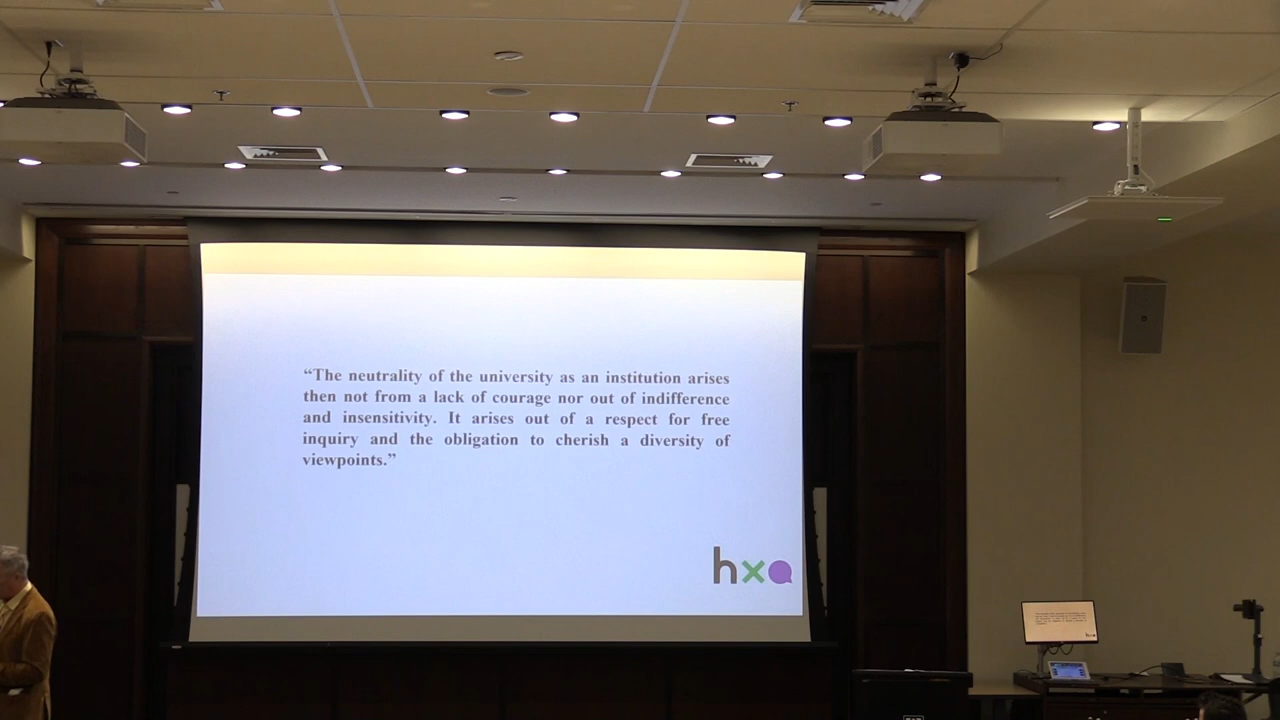 “The neutrality of the university as an institution arises
then not from a lack of courage nor out of indifference
and insensitivity. It arises out of a respect for free
inquiry and the obligation to cherish a diversity of
viewpoints.”
hxa